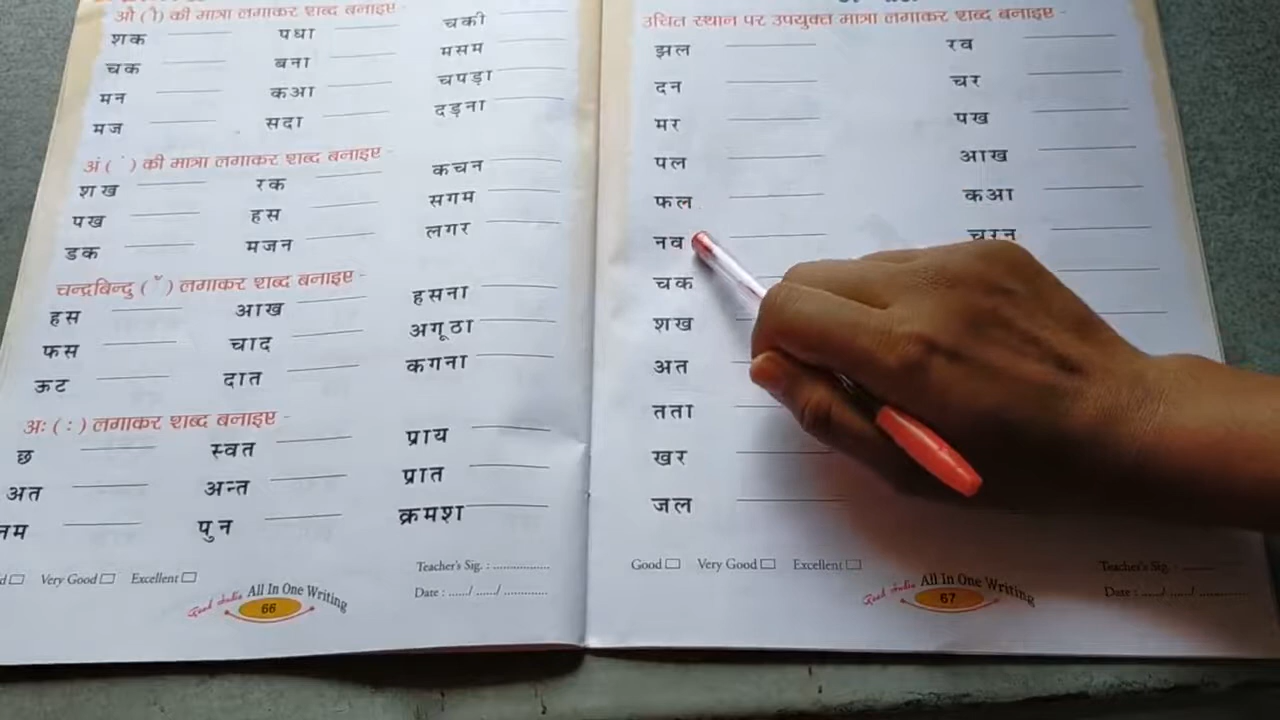 औ ( ौ ) की मात्रा लगाकर शब्द बनाइए -
शक पधा चकी
चक बना मसम
मन कआ चपड़ा
मज सदा दड़ना
अं ( ं ) की मात्रा लगाकर शब्द बनाइए -
शख रक कचन
पख हस सगम
डक मजन लगर
चन्द्रबिन्दु ( ँ ) लगाकर शब्द बनाइए -
हस आख हसना
फस चाद अगूठा
ऊट दात कगना
अः ( : ) लगाकर शब्द बनाइए -
छ स्वत प्राय
अत अन्त प्रात
नम पुन क्रमश
Very Good Excellent
Teacher's Sig. : ................
Date : ....../ ....../ ............
Good India All In One Writing
66
उचित स्थान पर उपयुक्त मात्रा लगाकर शब्द बनाइए -
झल रव
दन चर
मर पख
पल आख
फल कआ
नव चरन
चक
शख
अत
तता
खर
जल
Good Very Good Excellent
Teacher's Sig. : ........
Date : ....../ ....../ ............
Good India All In One Writing
67